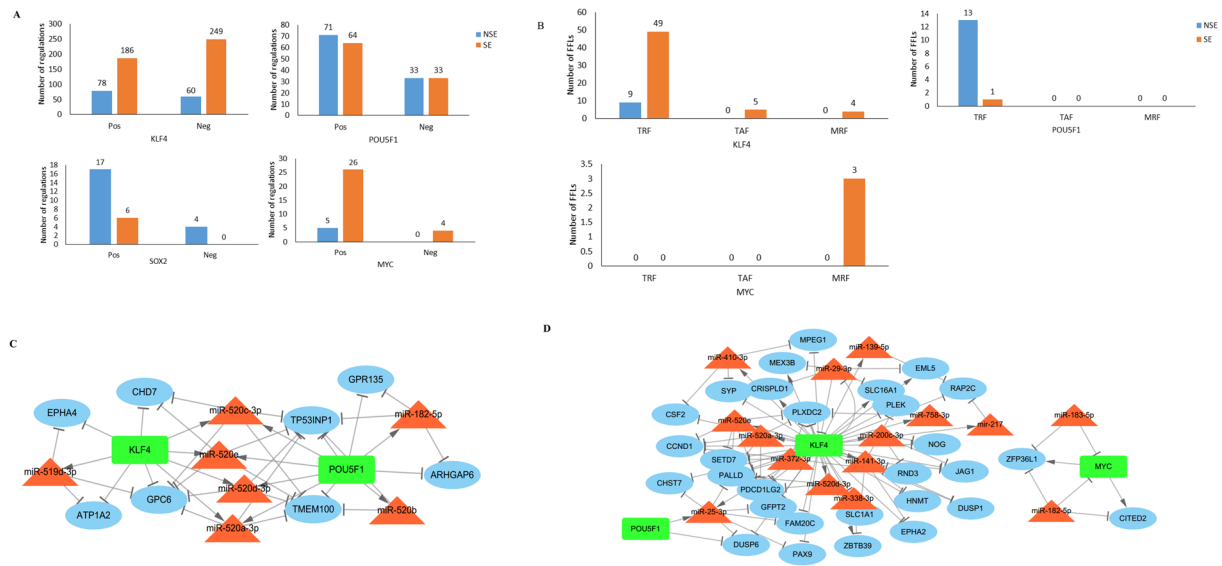 A
Number of regulations
300
250
200
150
100
50
0
78
186
60
249
Pos
Neg
KLF4
Number of regulations
80
70
60
50
40
30
20
10
0
71
64
33
33
Pos
Neg
POU5F1
NSE
SE
Number of regulations
18
16
14
12
10
8
6
4
2
0
17
6
4
0
Pos
Neg
SOX2
Number of regulations
30
25
20
15
10
5
0
5
26
0
4
Pos
Neg
MYC
B
Number of FFLs
60
50
40
30
20
10
0
9
49
0
5
0
4
TRF
TAF
MRF
KLF4
Number of FFLs
14
12
10
8
6
4
2
0
13
1
0
0
0
0
TRF
TAF
MRF
POU5F1
NSE
SE
Number of FFLs
3.5
3
2.5
2
1.5
1
0.5
0
0
0
0
0
0
3
TRF
TAF
MRF
MYC
C
GPR135
CHD7
EPHA4
miR-520c-3p
TP53INP1
miR-182-5p
KLF4
miR-520e
miR-519d-3p
POU5F1
ARHGAP6
miR-520d-3p
GPC6
ATP1A2
TMEM100
miR-520b
miR-520a-3p
D
MPEG1
miR-139-5p
miR-410-3p
MEX3B
miR-29-3p
EML5
SYP
CRISPLD1
SLC16A1
RAP2C
CSF2
PLXDC2
PLEK
miR-520e
miR-758-3p
mir-217
miR-183-5p
CCND1
miR-520a-3p
KLF4
miR-200c-3p
NOG
SETD7
miR-372-3p
miR-141-3p
ZFP36L1
MYC
PALLD
RND3
JAG1
CHST7
PDCD1LG2
miR-520d-3p
miR-338-3p
HNMT
DUSP1
miR-25-3p
GFPT2
SLC1A1
miR-182-5p
CITED2
POU5F1
FAM20C
EPHA2
DUSP6
PAX9
ZBTB39